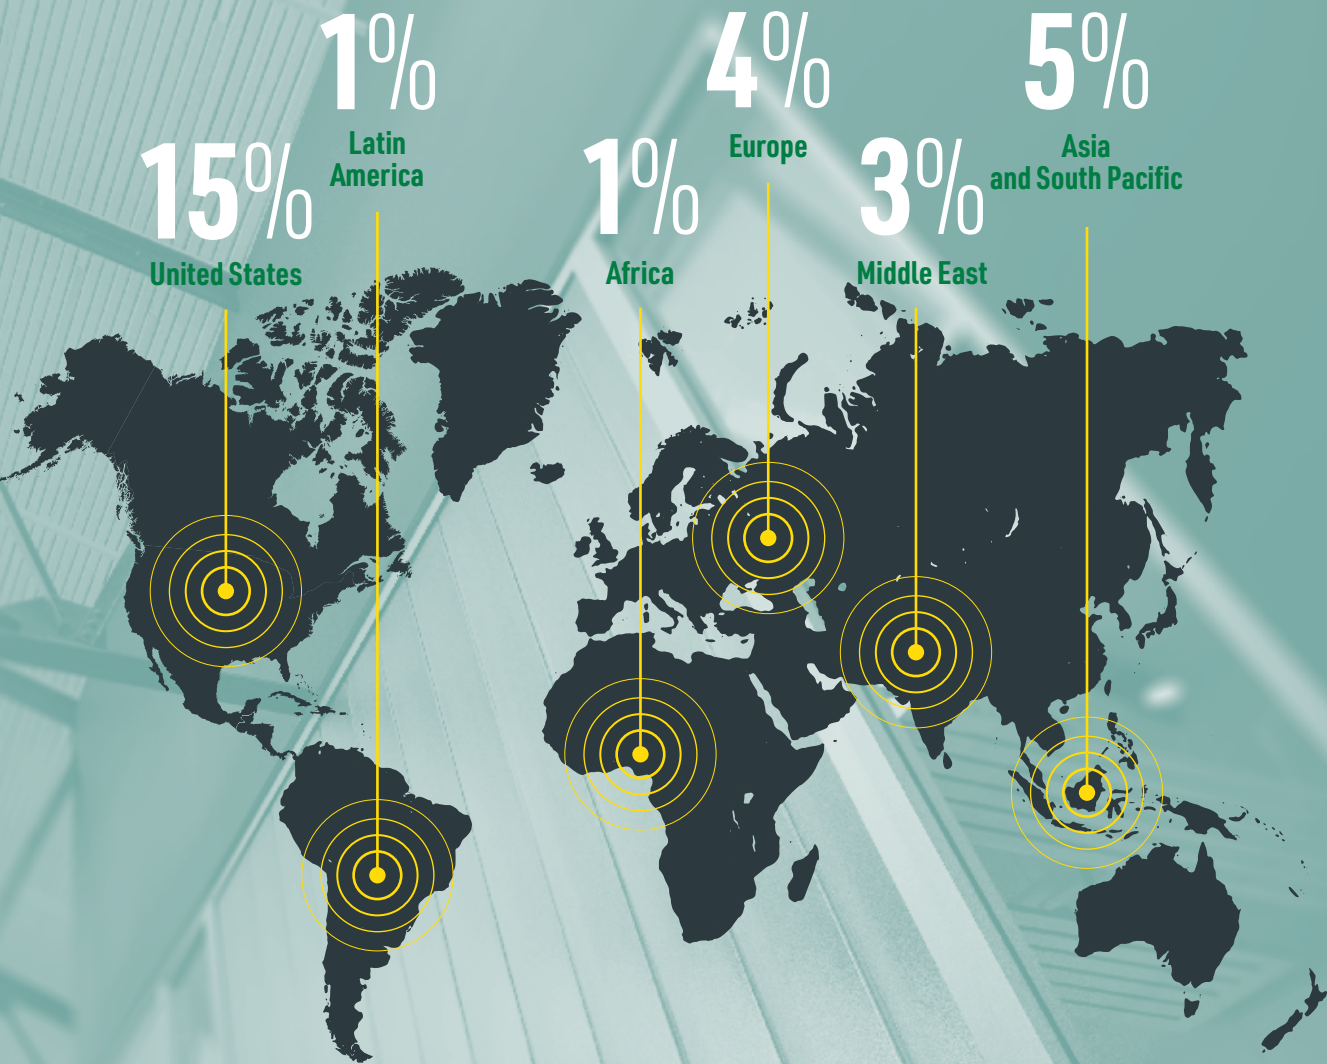 1%
Latin
America
15%
United States
4%
Europe
1%
Africa
3%
Middle East
5%
Asia
and South Pacific